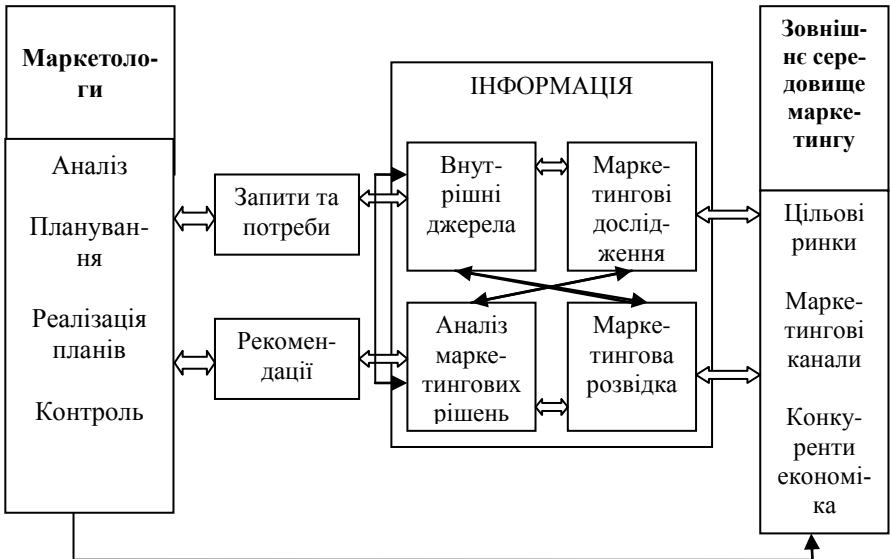 Маркетоло-
ги
Аналіз
Плануван-
ня
Реалізація
планів
Контроль
Запити та
потреби
Рекомен-
дації
ІНФОРМАЦІЯ
Внут-
рішні
джерела
Марке-
тингові
дослід-
ження
Аналіз
марке-
тингових
рішень
Марке-
тингова
розвідка
Зовніш-
нє сере-
довище
марке-
тингу
Цільові
ринки
Марке-
тингові
канали
Конку-
ренти
економі-
ка